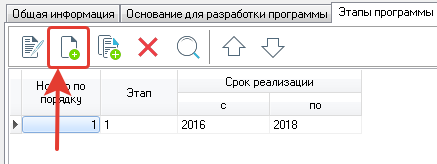 Общая информация Основание для разработки программы Этапы программы
Срок реализации
по
порядку Этап с по
1 1 2016 2018